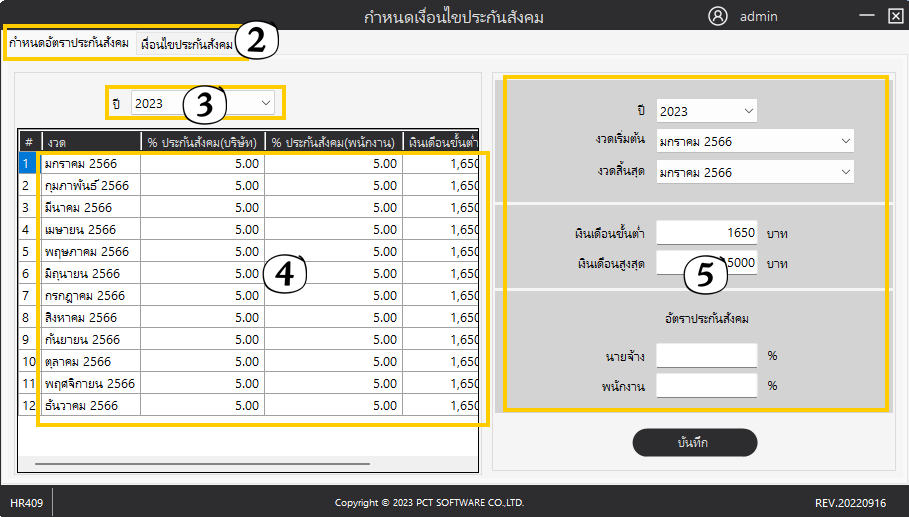 กำหนดเงื่อนไขประกันสังคม
admin
กำหนดอัตราประกันสังคม เงื่อนไขประกันสังคม 2
ปี 2023 3
# งวด % ประกันสังคม(บริษัท) % ประกันสังคม(พนักงาน) เงินเดือนขั้นต่ำ
1 มกราคม 2566 5.00 5.00 1,650
2 กุมภาพันธ์ 2566 5.00 5.00 1,650
3 มีนาคม 2566 5.00 5.00 1,650
4 เมษายน 2566 5.00 5.00 1,650
5 พฤษภาคม 2566 5.00 5.00 1,650
6 มิถุนายน 2566 5.00 5.00 1,650
7 กรกฎาคม 2566 5.00 5.00 1,650
8 สิงหาคม 2566 5.00 5.00 1,650
9 กันยายน 2566 5.00 5.00 1,650
10 ตุลาคม 2566 5.00 5.00 1,650
11 พฤศจิกายน 2566 5.00 5.00 1,650
12 ธันวาคม 2566 5.00 5.00 1,650
4
ปี 2023
งวดเริ่มต้น มกราคม 2566
งวดสิ้นสุด มกราคม 2566
เงินเดือนขั้นต่ำ 1650 บาท
เงินเดือนสูงสุด 5000 บาท
5
อัตราประกันสังคม
นายจ้าง %
พนักงาน %
บันทึก
HR409
Copyright © 2023 PCT SOFTWARE CO.,LTD.
REV.20220916